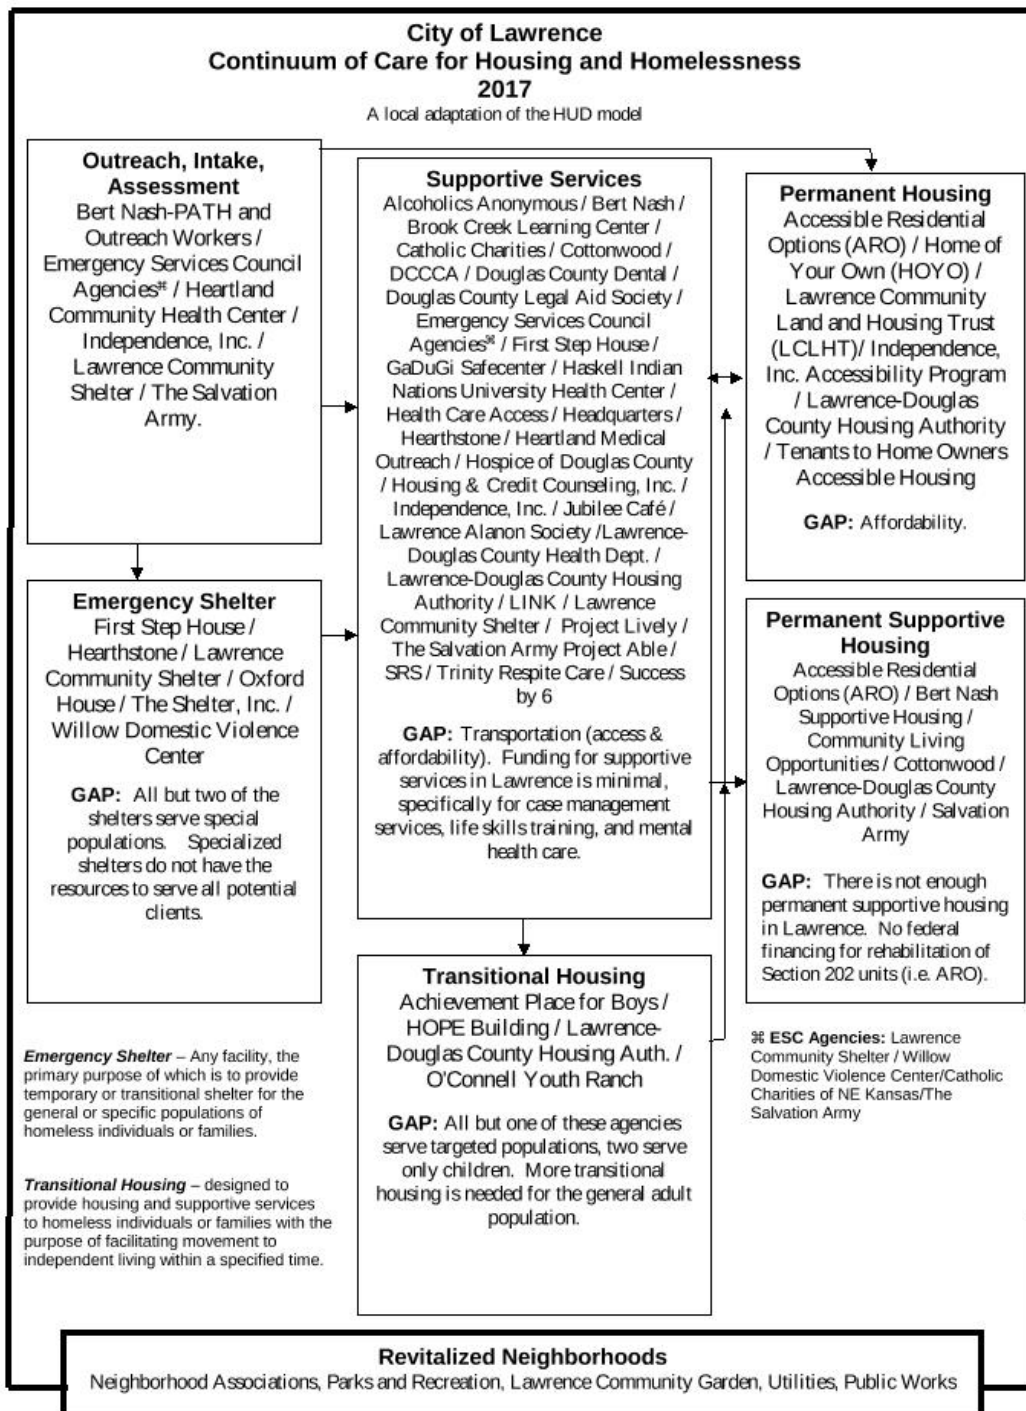 City of Lawrence
Continuum of Care for Housing and Homelessness
2017
A local adaptation of the HUD model
Outreach, Intake,
Assessment
Bert Nash-PATH and
Outreach Workers /
Emergency Services Council
Agencies⌘ / Heartland
Community Health Center /
Independence, Inc. /
Lawrence Community
Shelter / The Salvation
Army.
Emergency Shelter
First Step House /
Hearthstone / Lawrence
Community Shelter / Oxford
House / The Shelter, Inc. /
Willow Domestic Violence
Center
GAP: All but two of the
shelters serve special
populations. Specialized
shelters do not have the
resources to serve all potential
clients.
Emergency Shelter – Any facility, the
primary purpose of which is to provide
temporary or transitional shelter for the
general or specific populations of
homeless individuals or families.
Transitional Housing – designed to
provide housing and supportive services
to homeless individuals or families with the
purpose of facilitating movement to
independent living within a specified time.
Supportive Services
Alcoholics Anonymous / Bert Nash /
Brook Creek Learning Center /
Catholic Charities / Cottonwood /
DCCCA / Douglas County Dental /
Douglas County Legal Aid Society /
Emergency Services Council
Agencies⌘ / First Step House /
GaDuGi Safecenter / Haskell Indian
Nations University Health Center /
Health Care Access / Headquarters /
Hearthstone / Heartland Medical
Outreach / Hospice of Douglas County
/ Housing & Credit Counseling, Inc. /
Independence, Inc. / Jubilee Café /
Lawrence Alanon Society /Lawrence-
Douglas County Health Dept. /
Lawrence-Douglas County Housing
Authority / LINK / Lawrence
Community Shelter / Project Lively /
The Salvation Army Project Able /
SRS / Trinity Respite Care / Success
by 6
GAP: Transportation (access &
affordability). Funding for supportive
services in Lawrence is minimal,
specifically for case management
services, life skills training, and mental
health care.
Transitional Housing
Achievement Place for Boys /
HOPE Building / Lawrence-
Douglas County Housing Auth. /
O'Connell Youth Ranch
GAP: All but one of these agencies
serve targeted populations, two serve
only children. More transitional
housing is needed for the general adult
population.
Permanent Housing
Accessible Residential
Options (ARO) / Home of
Your Own (HOYO) /
Lawrence Community
Land and Housing Trust
(LCLHT)/ Independence,
Inc. Accessibility Program
/ Lawrence-Douglas
County Housing Authority
/ Tenants to Home Owners
Accessible Housing
GAP: Affordability.
Permanent Supportive
Housing
Accessible Residential
Options (ARO) / Bert Nash
Supportive Housing /
Community Living
Opportunities / Cottonwood /
Lawrence-Douglas County
Housing Authority / Salvation
Army
GAP: There is not enough
permanent supportive housing
in Lawrence. No federal
financing for rehabilitation of
Section 202 units (i.e. ARO).
⌘ ESC Agencies: Lawrence
Community Shelter / Willow
Domestic Violence Center/Catholic
Charities of NE Kansas/The
Salvation Army
Revitalized Neighborhoods
Neighborhood Associations, Parks and Recreation, Lawrence Community Garden, Utilities, Public Works